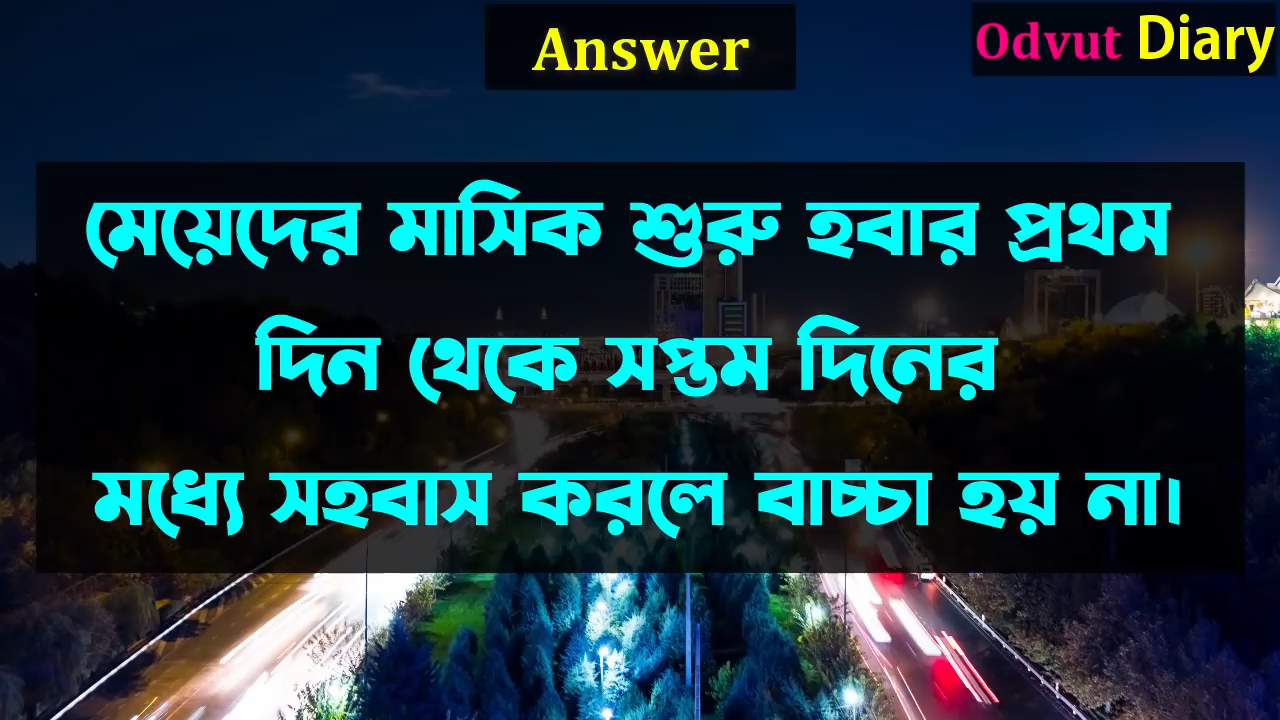 Answer
Odvut Diary
মেয়েদের মাসিক শুরু হবার প্রথম
দিন থেকে সপ্তম দিনের
মধ্যে সহবাস করলে বাচ্চা হয় না।